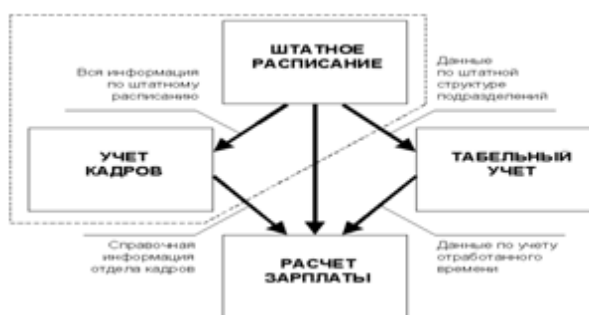 ШТАТНОЕ
РАСПИСАНИЕ
Вся информация
по штатному
расписанию
Данные
по штатной
структуре
подразделений
УЧЕТ
КАДРОВ
ТАБЕЛЬНЫЙ
УЧЕТ
Справочная
информация
отдела кадров
РАСЧЕТ
ЗАРПЛАТЫ
Данные по учету
отработанного
времени